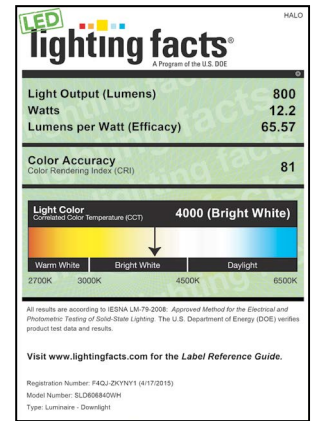 HALO
LED
lighting facts®
A Program of the U.S. DOE
Light Output (Lumens) 800
Watts 12.2
Lumens per Watt (Efficacy) 65.57
Color Accuracy 81
Color Rendering Index (CRI)
Light Color
Correlated Color Temperature (CCT) 4000 (Bright White)
Warm White Bright White Daylight
2700K 3000K 4500K 6500K
All results are according to IESNA LM-79-2008: Approved Method for the Electrical and
Photometric Testing of Solid-State Lighting. The U.S. Department of Energy (DOE) verifies
product test data and results.
Visit www.lightingfacts.com for the Label Reference Guide.
Registration Number: F4QJ-ZKYNY1 (4/17/2015)
Model Number: SLD606840WH
Type: Luminaire - Downlight